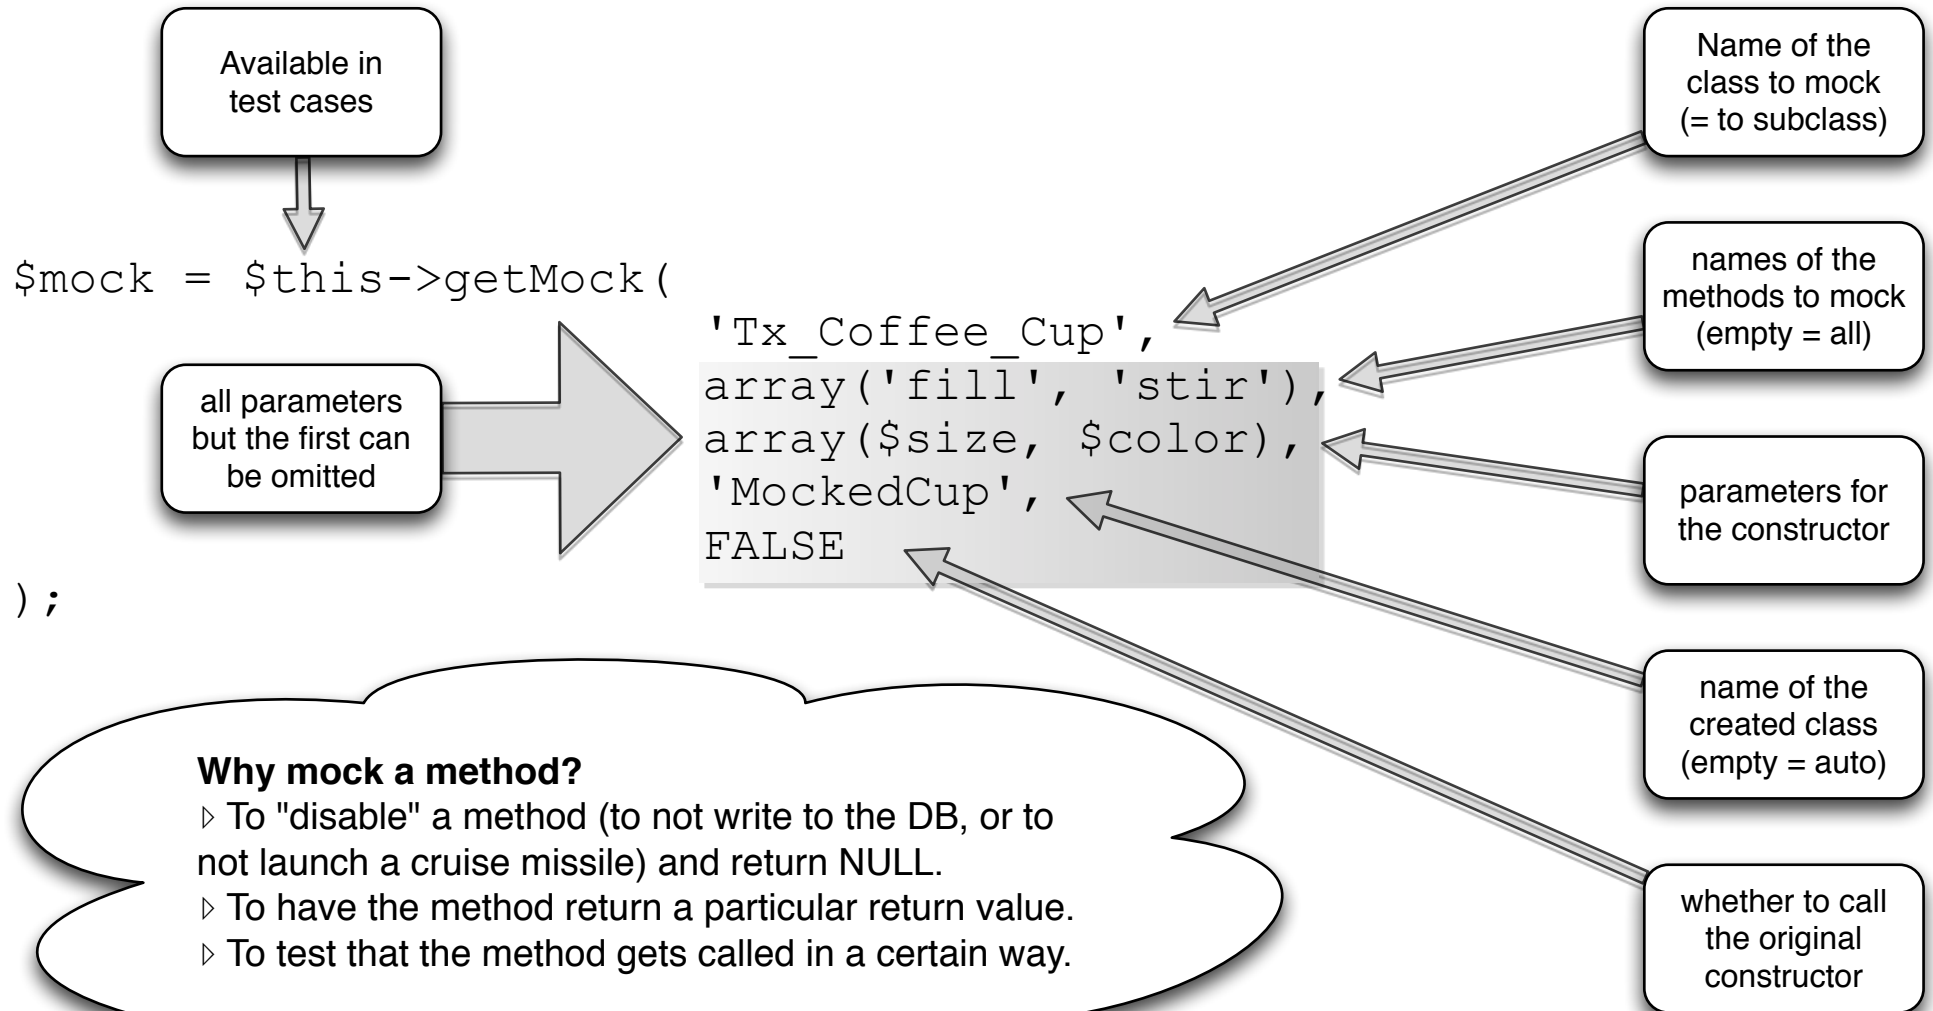 Available in
test cases
Name of the
class to mock
(= to subclass)
$mock = $this->getMock(
names of the
methods to mock
(empty = all)
'Tx_Coffee_Cup',
array('fill', 'stir'),
array($size, $color),
'MockedCup',
FALSE
all parameters
but the first can
be omitted
parameters for
the constructor
);
name of the
created class
(empty = auto)
Why mock a method?
▹ To "disable" a method (to not write to the DB, or to
not launch a cruise missile) and return NULL.
▹ To have the method return a particular return value.
▹ To test that the method gets called in a certain way.
whether to call
the original
constructor